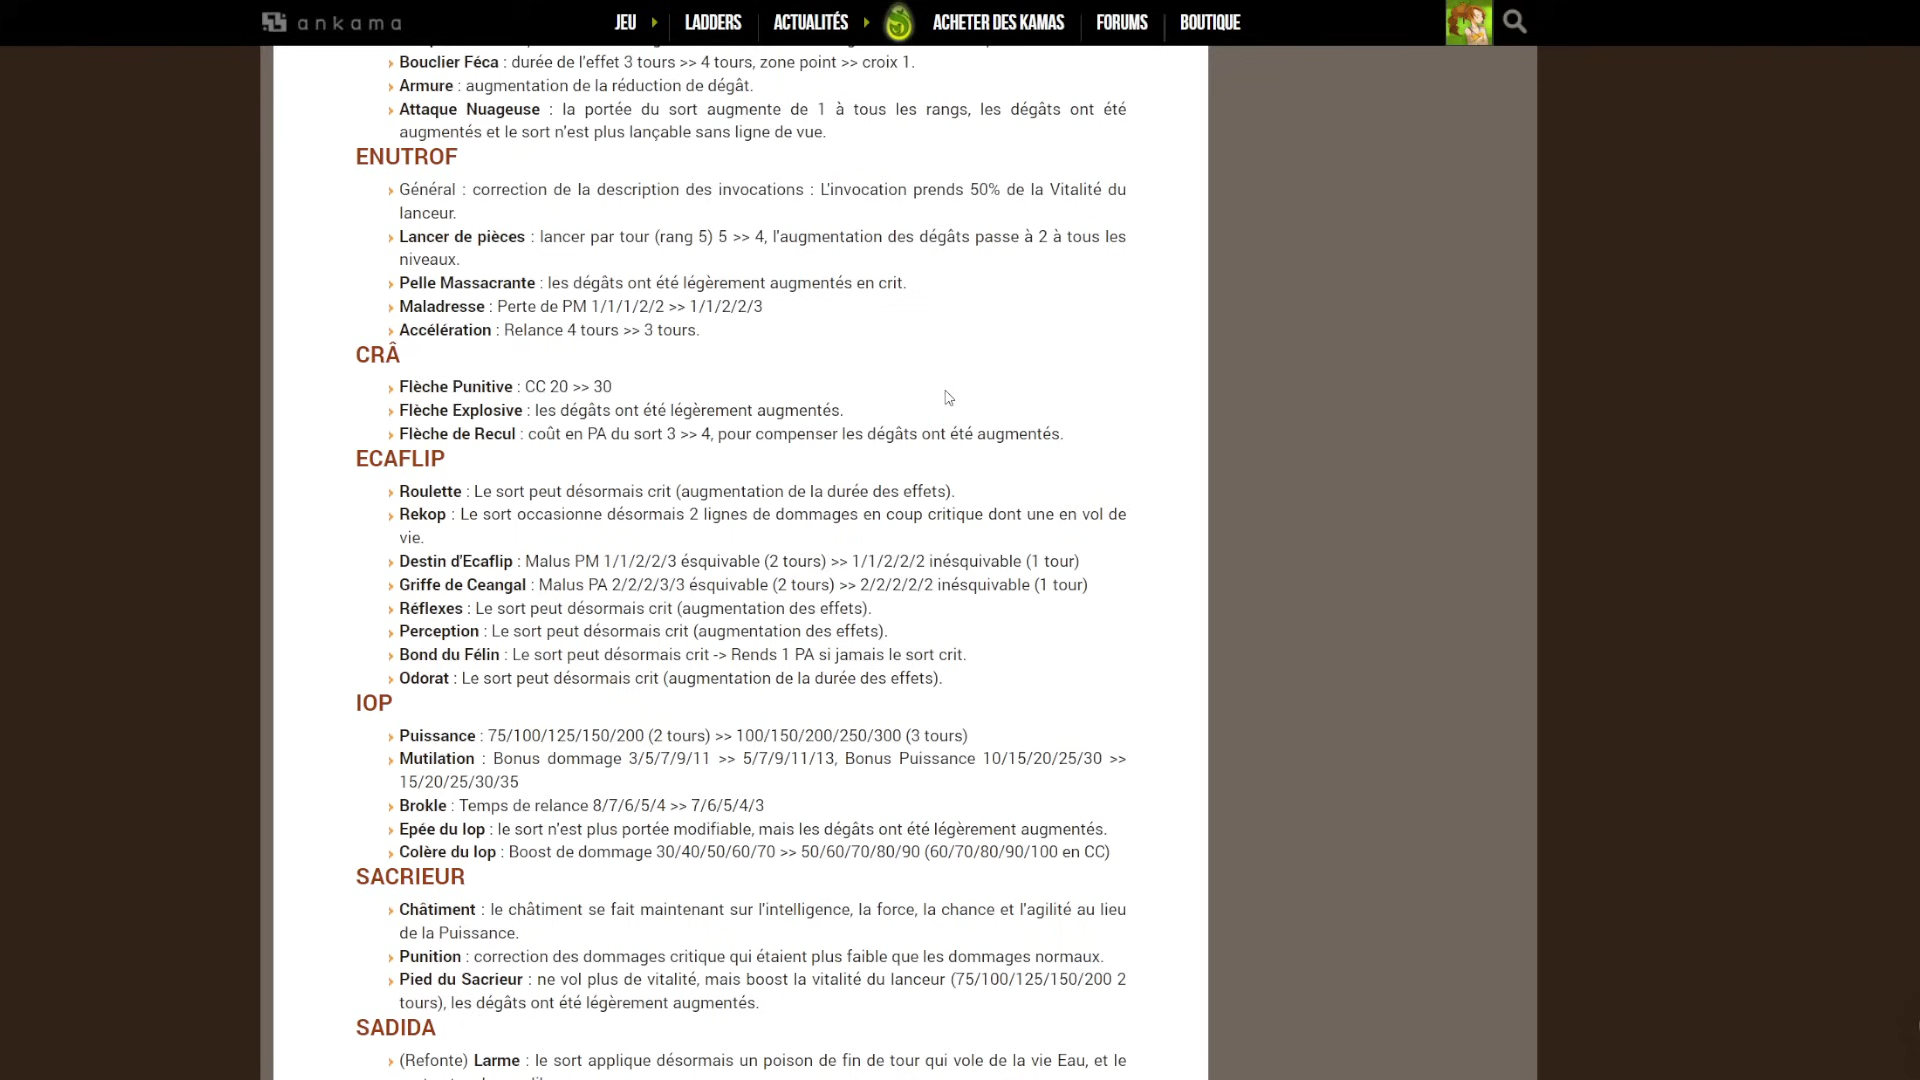 ankama
JEU
LADDERS
ACTUALITÉS
ACHETER DES KAMAS
FORUMS
BOUTIQUE
Bouclier Féca : durée de l'effet 3 tours >> 4 tours, zone point >> croix 1.
Armure : augmentation de la réduction de dégât.
Attaque Nuageuse : la portée du sort augmente de 1 à tous les rangs, les dégâts ont été
augmentés et le sort n'est plus lançable sans ligne de vue.
ENUTROF
Général : correction de la description des invocations : L'invocation prends 50% de la Vitalité du
lanceur.
Lancer de pièces : lancer par tour (rang 5) 5 >> 4, l'augmentation des dégâts passe à 2 à tous les
niveaux.
Pelle Massacrante : les dégâts ont été légèrement augmentés en crit.
Maladresse : Perte de PM 1/1/1/2/2 >> 1/1/2/2/3
Accélération : Relance 4 tours >> 3 tours.
CRÂ
Flèche Punitive : CC 20 >> 30
Flèche Explosive : les dégâts ont été légèrement augmentés.
Flèche de Recul : coût en PA du sort 3 >> 4, pour compenser les dégâts ont été augmentés.
ECAFLIP
Roulette : Le sort peut désormais crit (augmentation de la durée des effets).
Rekop : Le sort occasionne désormais 2 lignes de dommages en coup critique dont une en vol de
vie.
Destin d'Ecaflip : Malus PM 1/1/2/2/3 ésquivable (2 tours) >> 1/1/2/2/2 inésquivable (1 tour)
Griffe de Ceangal : Malus PA 2/2/2/3/3 ésquivable (2 tours) >> 2/2/2/2/2 inésquivable (1 tour)
Réflexes : Le sort peut désormais crit (augmentation des effets).
Perception : Le sort peut désormais crit (augmentation des effets).
Bond du Félin : Le sort peut désormais crit -> Rends 1 PA si jamais le sort crit.
Odorat : Le sort peut désormais crit (augmentation de la durée des effets).
IOP
Puissance : 75/100/125/150/200 (2 tours) >> 100/150/200/250/300 (3 tours)
Mutilation : Bonus dommage 3/5/7/9/11 >> 5/7/9/11/13, Bonus Puissance 10/15/20/25/30 >>
15/20/25/30/35
Brokle : Temps de relance 8/7/6/5/4 >> 7/6/5/4/3
Epée du Iop : le sort n'est plus portée modifiable, mais les dégâts ont été légèrement augmentés.
Colère du Iop : Boost de dommage 30/40/50/60/70 >> 50/60/70/80/90 (60/70/80/90/100 en CC)
SACRIEUR
Châtiment : le châtiment se fait maintenant sur l'intelligence, la force, la chance et l'agilité au lieu
de la Puissance.
Punition : correction des dommages critique qui étaient plus faible que les dommages normaux.
Pied du Sacrieur : ne vol plus de vitalité, mais boost la vitalité du lanceur (75/100/125/150/200 2
tours), les dégâts ont été légèrement augmentés.
SADIDA
(Refonte) Larme : le sort applique désormais un poison de fin de tour qui vole de la vie Eau, et le